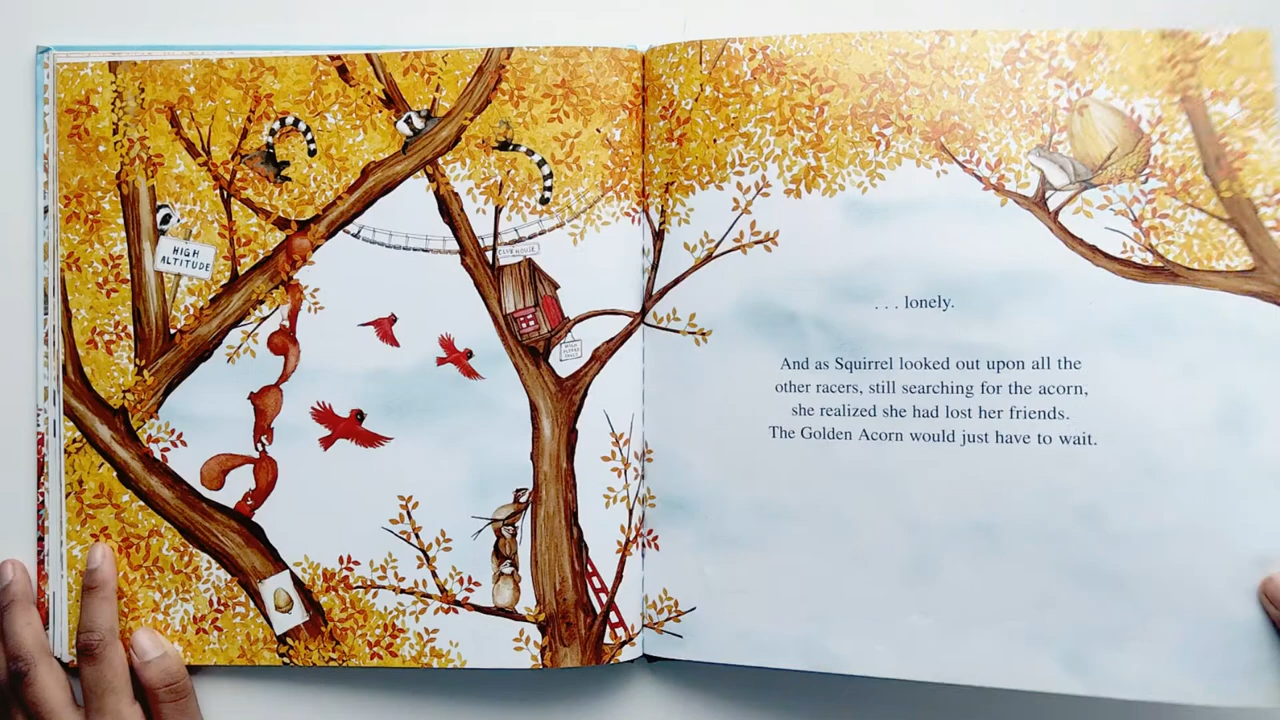 HIGH
ALTITUDE
CLUB HOUSE
. . . lonely.
And as Squirrel looked out upon all the
other racers, still searching for the acorn,
she realized she had lost her friends.
The Golden Acorn would just have to wait.